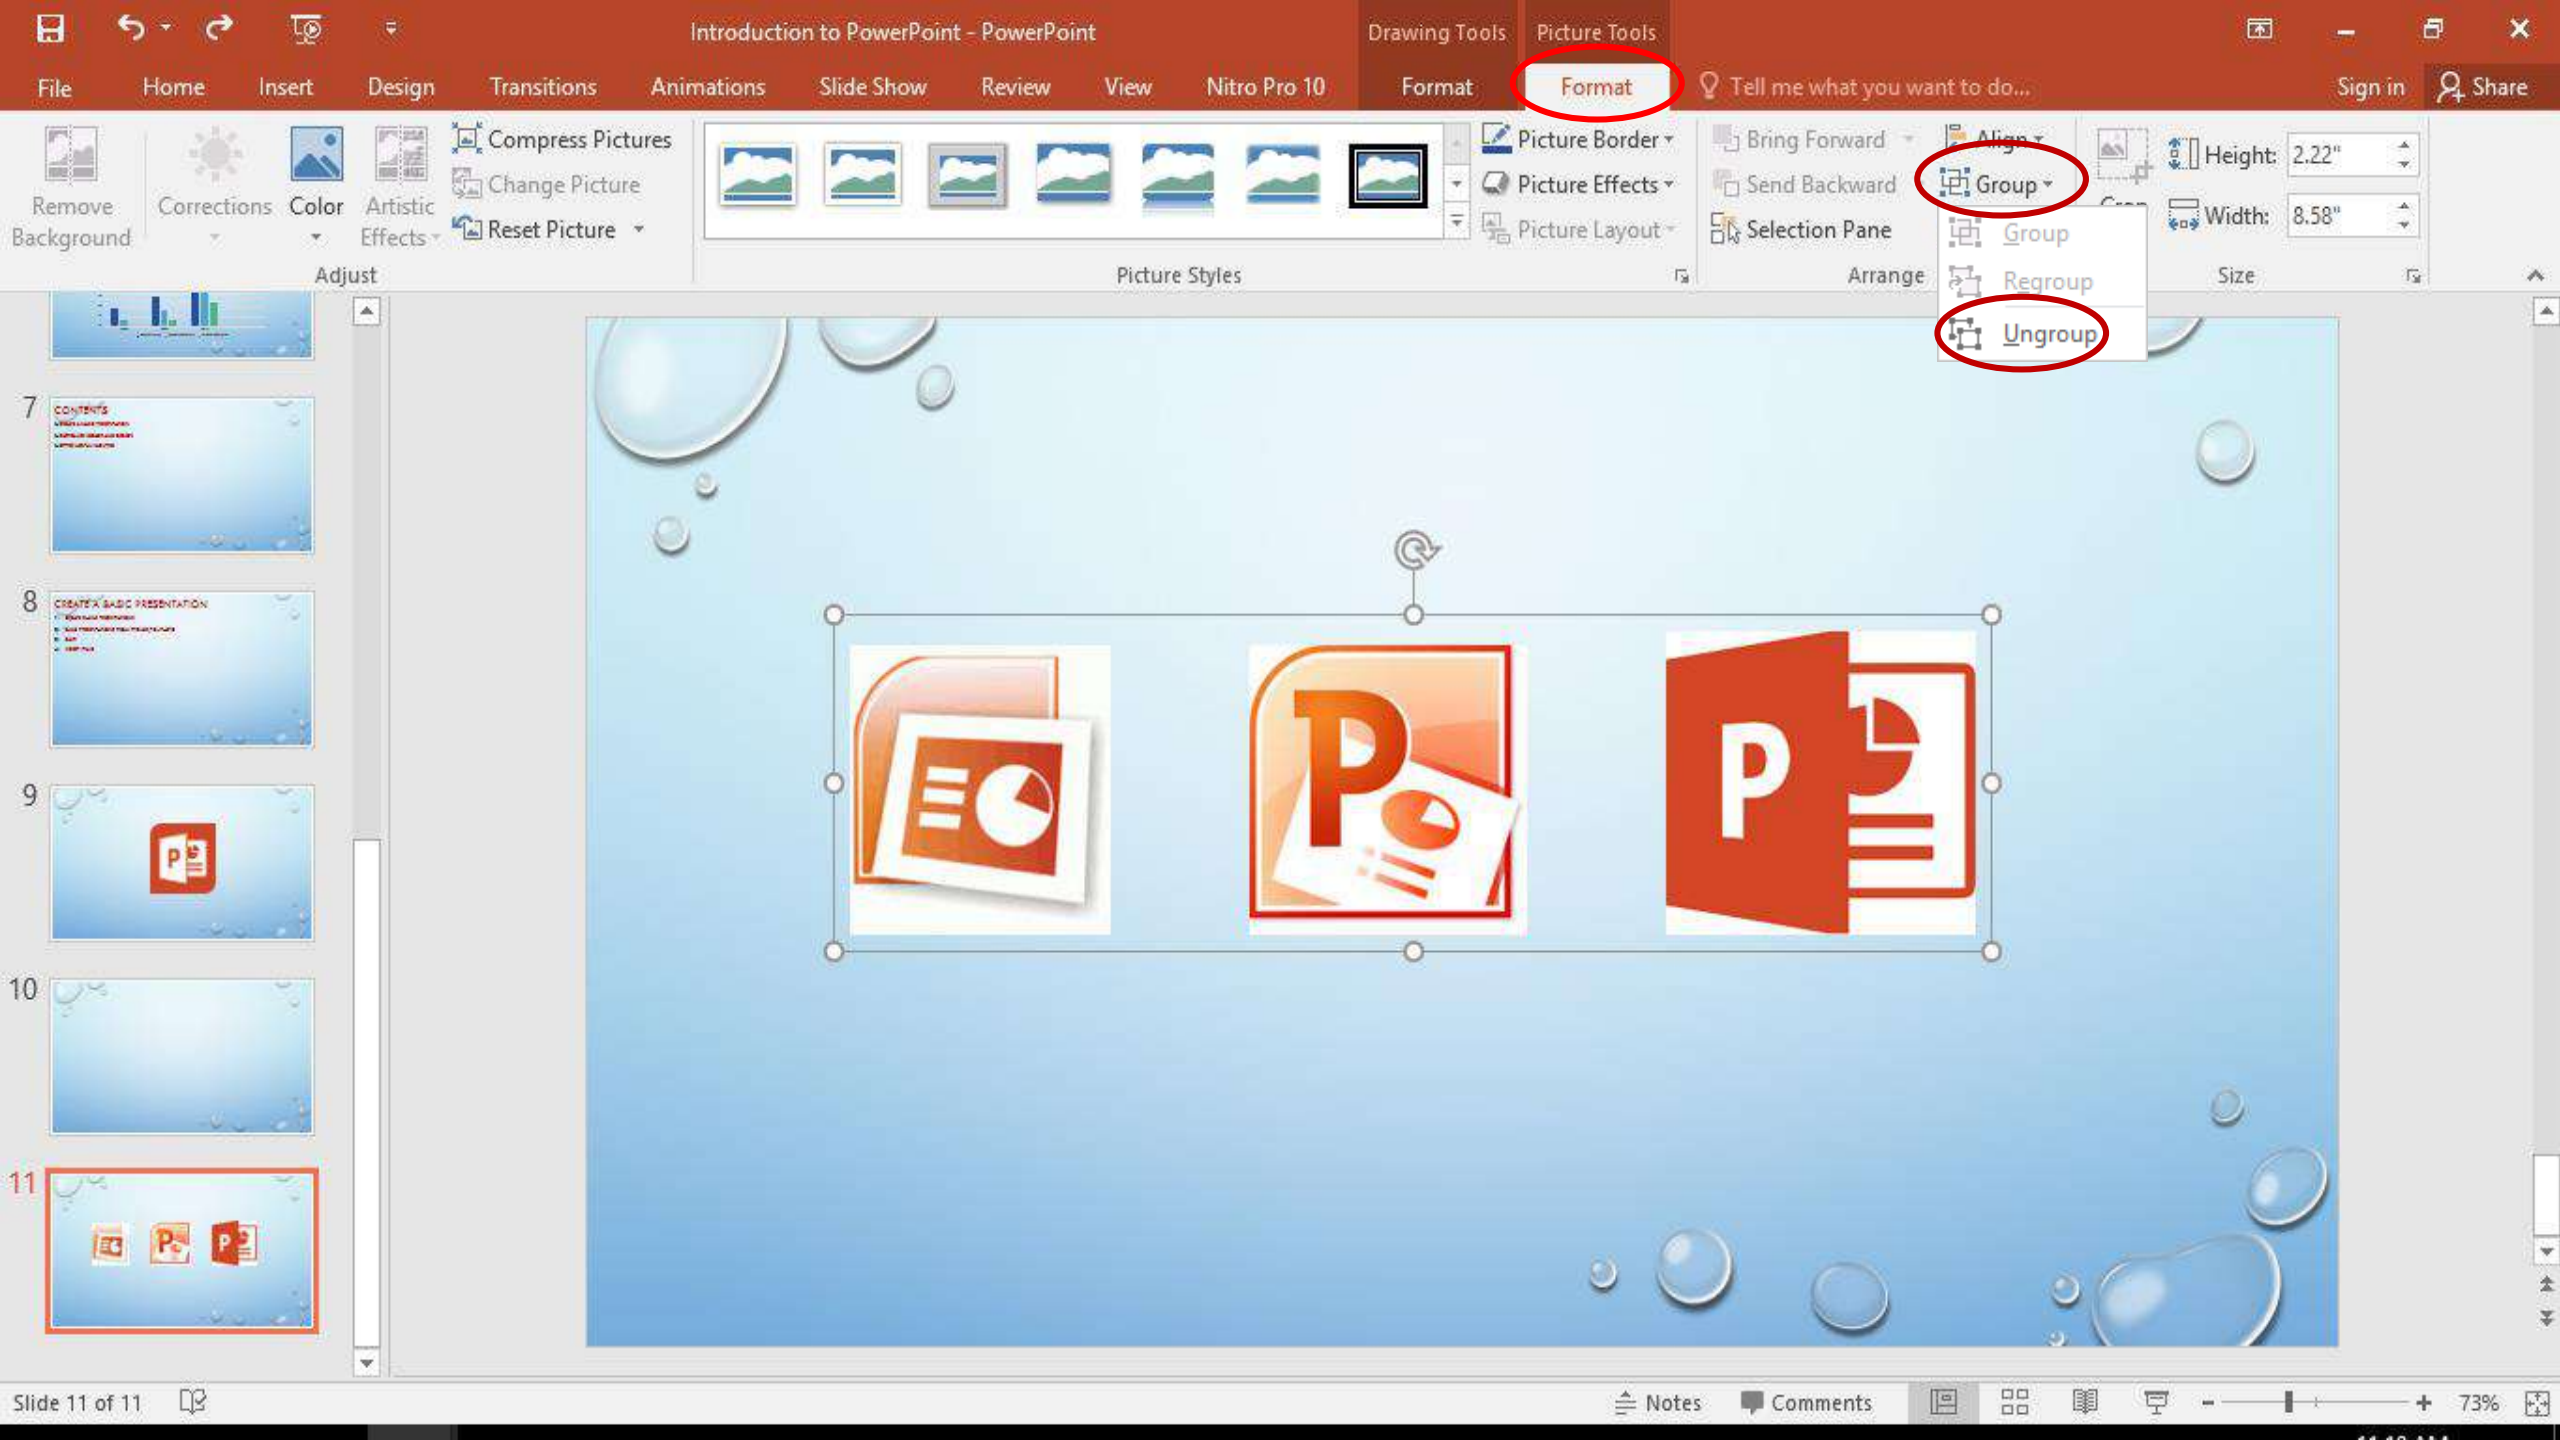 Introduction to PowerPoint - PowerPoint
Drawing Tools
Picture Tools
File
Home
Insert
Design
Transitions
Animations
Slide Show
Review
View
Nitro Pro 10
Format
Format
Tell me what you want to do...
Sign in
Share
Remove
Background
Corrections
Color
Artistic
Effects
Compress Pictures
Change Picture
Reset Picture
Adjust
Picture Styles
Picture Border
Picture Effects
Picture Layout
Bring Forward
Send Backward
Selection Pane
Arrange
Align
Group
Group
Regroup
Ungroup
Crop
Height: 2.22"
Width: 8.58"
Size
7
CONTENTS
8
CREATE A BASIC PRESENTATION
9
P
10
11
P
P
P
P
Slide 11 of 11
Notes
Comments
73%